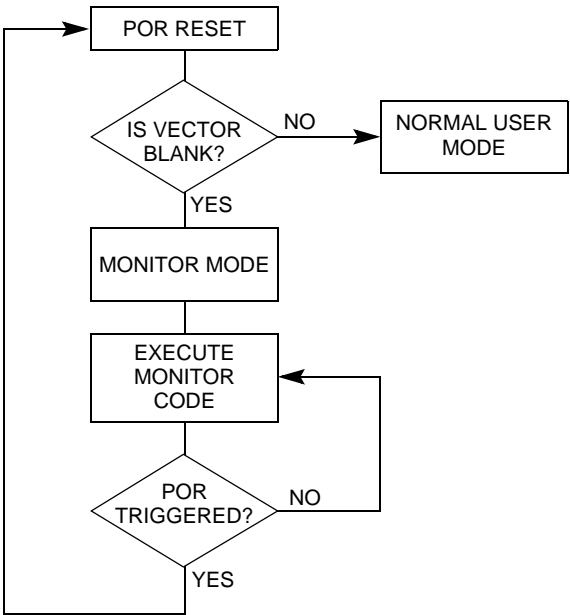 POR RESET
IS VECTOR
BLANK?
NO
NORMAL USER
MODE
YES
MONITOR MODE
EXECUTE
MONITOR
CODE
POR
TRIGGERED?
NO
YES